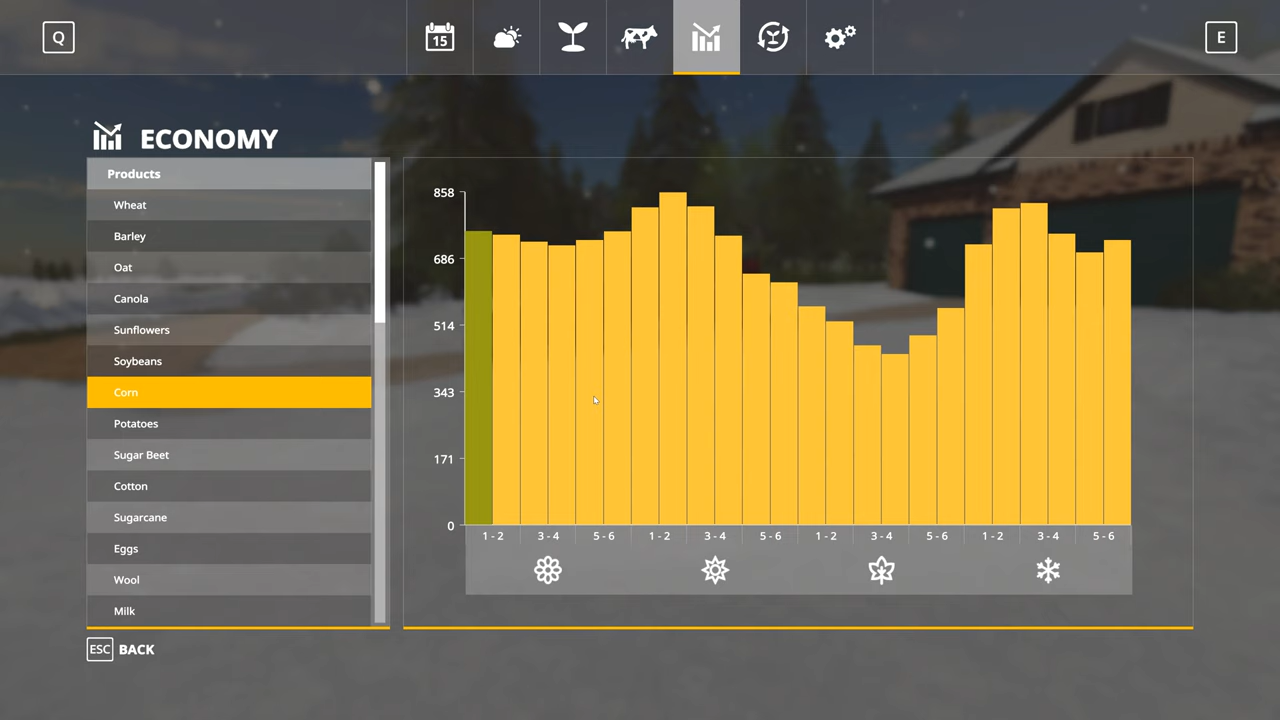 Q
15
E
ECONOMY
Products
Wheat
Barley
Oat
Canola
Sunflowers
Soybeans
Corn
Potatoes
Sugar Beet
Cotton
Sugarcane
Eggs
Wool
Milk
858
686
514
343
171
0
1 - 2 3 - 4 5 - 6 1 - 2 3 - 4 5 - 6 1 - 2 3 - 4 5 - 6 1 - 2 3 - 4 5 - 6
ESC BACK